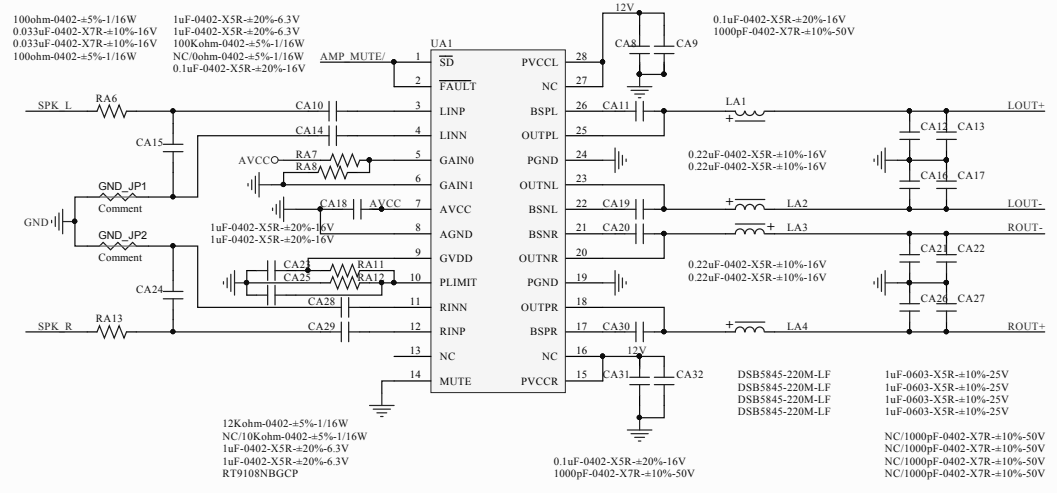 100ohm-0402-±5%-1/16W
0.033uF-0402-X7R-±10%-16V
0.033uF-0402-X7R-±10%-16V
100ohm-0402-±5%-1/16W
1uF-0402-X5R-±20%-6.3V
1uF-0402-X5R-±20%-6.3V
100Kohm-0402-±5%-1/16W
NC/0ohm-0402-±5%-1/16W
0.1uF-0402-X5R-±20%-16V
12V
0.1uF-0402-X5R-±20%-16V
1000pF-0402-X7R-±10%-50V
CA8
CA9
UA1
AMP_MUTE/
1 SD PVCCL 28
2 FAULT NC 27
SPK_L RA6 CA10 3 LINP BSPL 26 CA11 LA1 LOUT+
CA14 4 LINN OUTPL 25
CA15
CA12 CA13
AVCC RA7 5 GAIN0 PGND 24
RA8
0.22uF-0402-X5R-±10%-16V
0.22uF-0402-X5R-±10%-16V
GND_JP1
Comment
6 GAIN1 OUTNL 23
CA16 CA17
CA18 AVCC 7 AVCC BSNL 22 CA19 LA2 LOUT-
GND
1uF-0402-X5R-±20%-16V
1uF-0402-X5R-±20%-16V
8 AGND BSNR 21 CA20 LA3 ROUT-
GND_JP2
Comment
9 GVDD OUTNR 20
CA21 CA22
CA23 RA11
CA25 RA12
10 PLIMIT PGND 19
0.22uF-0402-X5R-±10%-16V
0.22uF-0402-X5R-±10%-16V
CA24
CA28 11 RINN OUTPR 18
CA26 CA27
SPK_R RA13 CA29 12 RINP BSPR 17 CA30 LA4 ROUT+
13 NC NC 16
12V
14 MUTE PVCCR 15
CA31 CA32
DSB5845-220M-LF
DSB5845-220M-LF
DSB5845-220M-LF
DSB5845-220M-LF
1uF-0603-X5R-±10%-25V
1uF-0603-X5R-±10%-25V
1uF-0603-X5R-±10%-25V
1uF-0603-X5R-±10%-25V
12Kohm-0402-±5%-1/16W
NC/10Kohm-0402-±5%-1/16W
1uF-0402-X5R-±20%-6.3V
1uF-0402-X5R-±20%-6.3V
RT9108NBGCP
0.1uF-0402-X5R-±20%-16V
1000pF-0402-X7R-±10%-50V
NC/1000pF-0402-X7R-±10%-50V
NC/1000pF-0402-X7R-±10%-50V
NC/1000pF-0402-X7R-±10%-50V
NC/1000pF-0402-X7R-±10%-50V